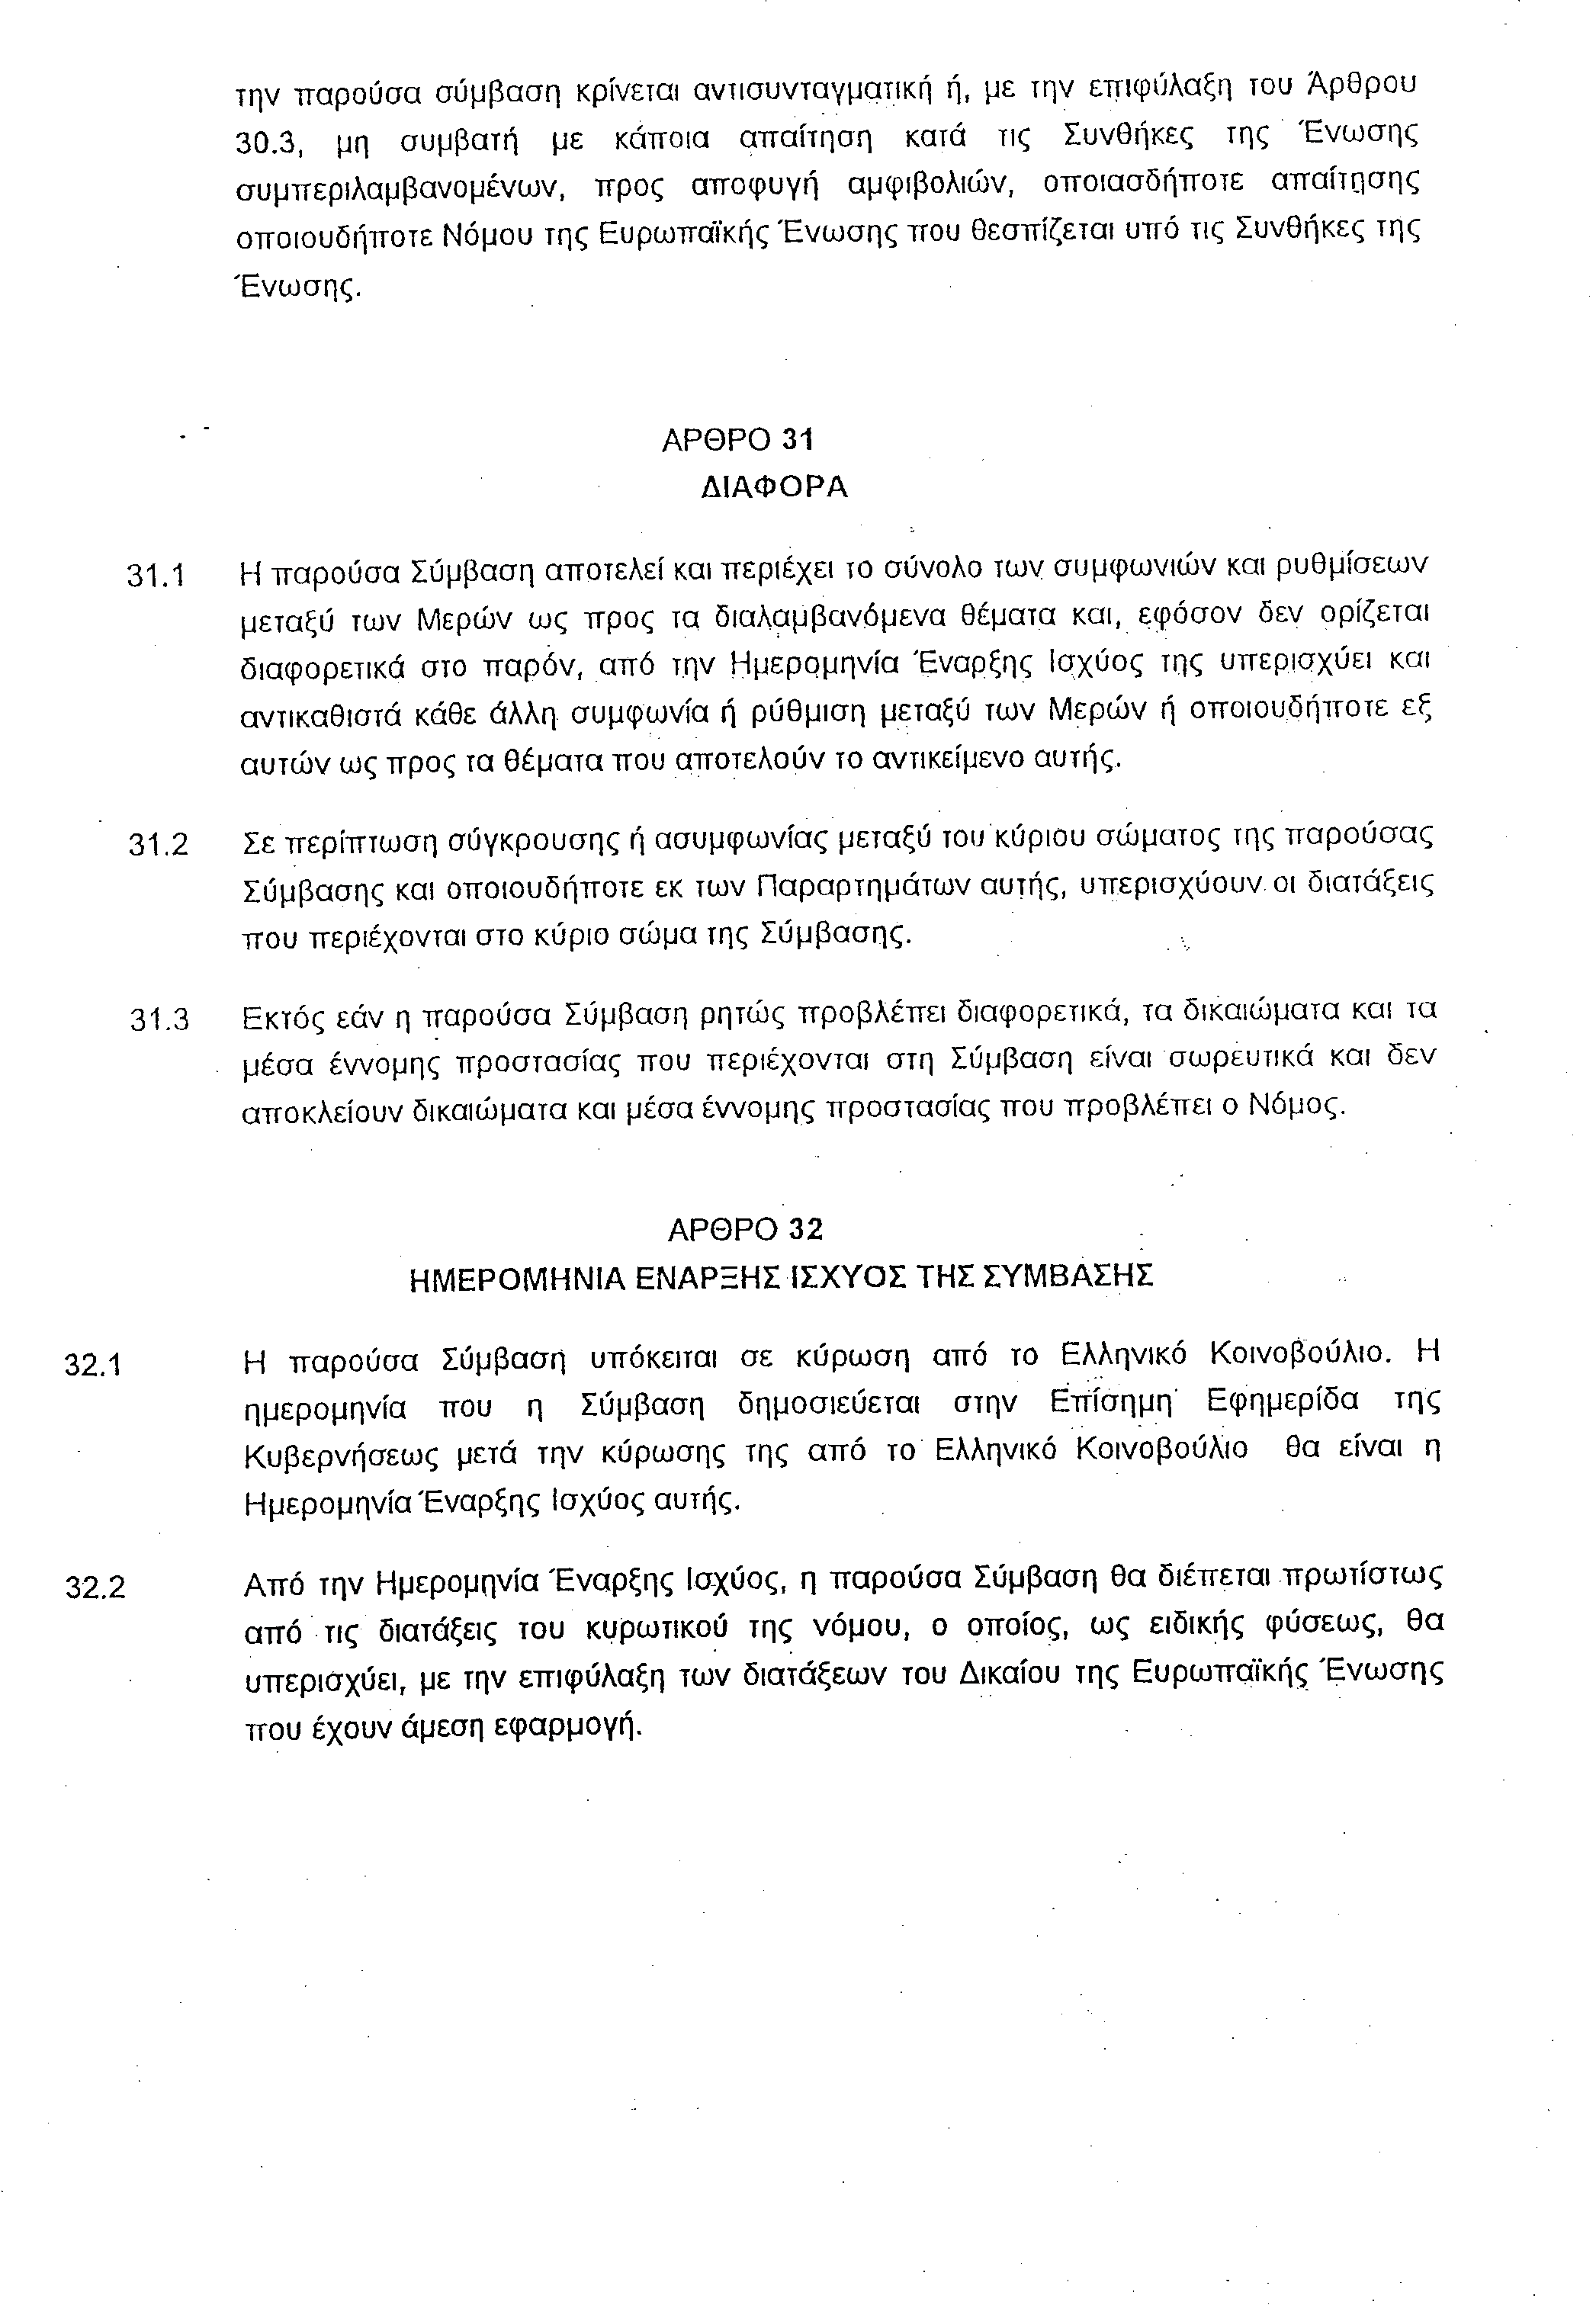 την παρούσα σύμβαση κρίνεται αντισυνταγματική ή, με την επιφύλαξη του Άρθρου
30.3, μη συμβατή με κάποια απαίτηση κατά τις Συνθήκες της Ένωσης
συμπεριλαμβανομένων, προς αποφυγή αμφιβολιών, οποιασδήποτε απαίτησης
οποιουδήποτε Νόμου της Ευρωπαϊκής Ένωσης που θεσπίζεται υπό τις Συνθήκες της
Ένωσης.
ΑΡΘΡΟ 31
ΔΙΑΦΟΡΑ
31.1 Η παρούσα Σύμβαση αποτελεί και περιέχει το σύνολο των συμφωνιών και ρυθμίσεων
μεταξύ των Μερών ως προς τα διαλαμβανόμενα θέματα και, εφόσον δεν ορίζεται
διαφορετικά στο παρόν, από την Ημερομηνία Έναρξης Ισχύος της υπερισχύει και
αντικαθιστά κάθε άλλη συμφωνία ή ρύθμιση μεταξύ των Μερών ή οποιουδήποτε εξ
αυτών ως προς τα θέματα που αποτελούν το αντικείμενο αυτής.
31.2 Σε περίπτωση σύγκρουσης ή ασυμφωνίας μεταξύ του κύριου σώματος της παρούσας
Σύμβασης και οποιουδήποτε εκ των Παραρτημάτων αυτής, υπερισχύουν οι διατάξεις
που περιέχονται στο κύριο σώμα της Σύμβασης.
31.3 Εκτός εάν η παρούσα Σύμβαση ρητώς προβλέπει διαφορετικά, τα δικαιώματα και τα
μέσα έννομης προστασίας που περιέχονται στη Σύμβαση είναι σωρευτικά και δεν
αποκλείουν δικαιώματα και μέσα έννομης προστασίας που προβλέπει ο Νόμος.
ΑΡΘΡΟ 32
ΗΜΕΡΟΜΗΝΙΑ ΕΝΑΡΞΗΣ ΙΣΧΥΟΣ ΤΗΣ ΣΥΜΒΑΣΗΣ
32.1 Η παρούσα Σύμβαση υπόκειται σε κύρωση από το Ελληνικό Κοινοβούλιο. Η
ημερομηνία που η Σύμβαση δημοσιεύεται στην Επίσημη Εφημερίδα της
Κυβερνήσεως μετά την κύρωσης της από το Ελληνικό Κοινοβούλιο θα είναι η
Ημερομηνία Έναρξης Ισχύος αυτής.
32.2 Από την Ημερομηνία Έναρξης Ισχύος, η παρούσα Σύμβαση θα διέπεται πρωτίστως
από τις διατάξεις του κυρωτικού της νόμου, ο οποίος, ως ειδικής φύσεως, θα
υπερισχύει, με την επιφύλαξη των διατάξεων του Δικαίου της Ευρωπαϊκής Ένωσης
που έχουν άμεση εφαρμογή.